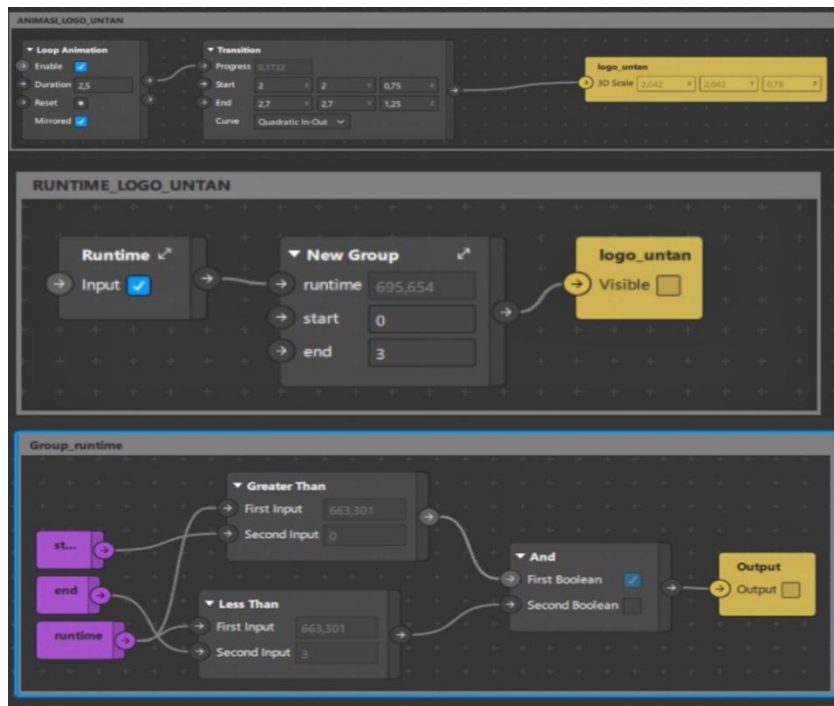 ANIMASI_LOGO_UNTAN
Loop Animation
Enable
Duration 2,5
Reset
Mirrored
Transition
Progress 0,1732
Start 2 X 2 Y 0,75 Z
End 2,7 X 2,7 Y 1,25 Z
Curve Quadratic In-Out
logo_untan
3D Scale 2,042 X 2,042 Y 0,78 Z
RUNTIME_LOGO_UNTAN
Runtime
Input
New Group
runtime 695,654
start 0
end 3
logo_untan
Visible
Group_runtime
st...
end
runtime
Greater Than
First Input 663,301
Second Input 0
Less Than
First Input 663,301
Second Input 3
And
First Boolean
Second Boolean
Output
Output